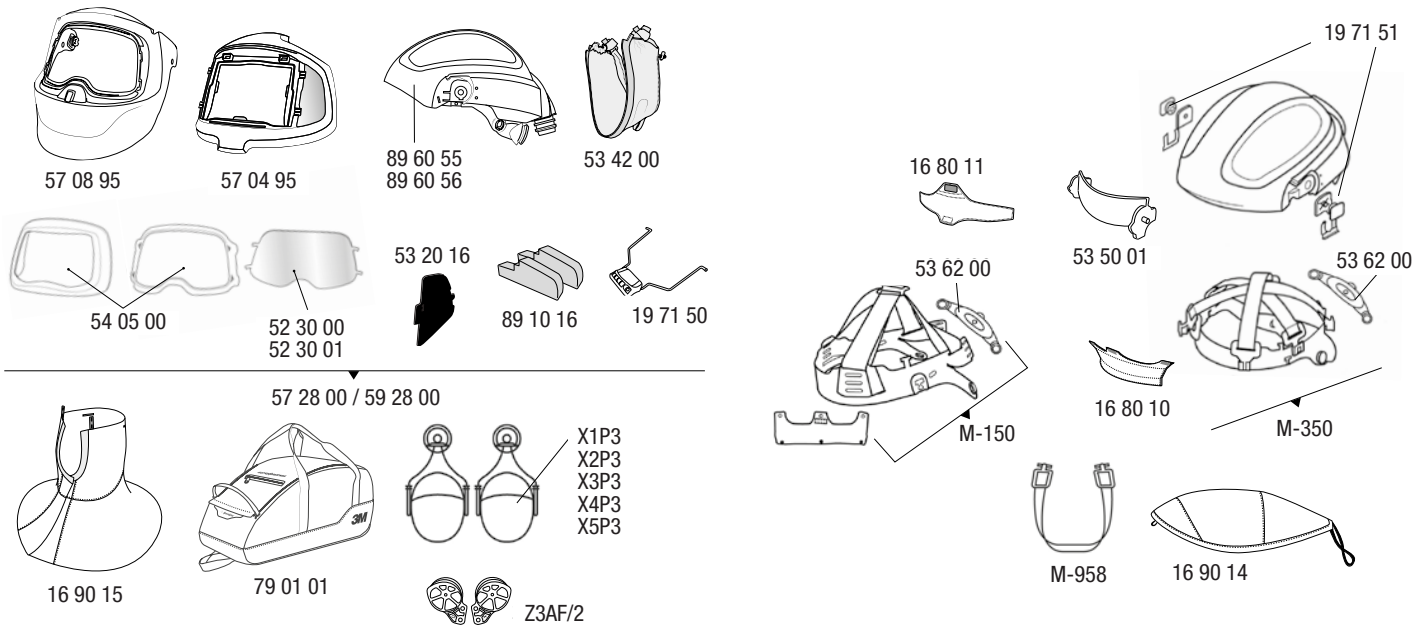 57 08 95
57 04 95
89 60 55
89 60 56
53 42 00
54 05 00
52 30 00
52 30 01
53 20 16
89 10 16
19 71 50
57 28 00 / 59 28 00
16 90 15
3M
79 01 01
X1P3
X2P3
X3P3
X4P3
X5P3
Z3AF/2
19 71 51
16 80 11
53 50 01
53 62 00
53 62 00
16 80 10
M-150
M-350
M-958
16 90 14